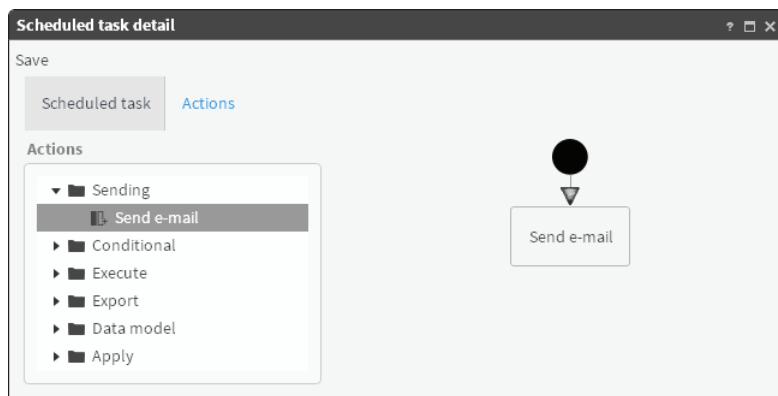 Scheduled task detail
?
Save
Scheduled task
Actions
Actions
Sending
Send e-mail
Conditional
Execute
Export
Data model
Apply
Send e-mail